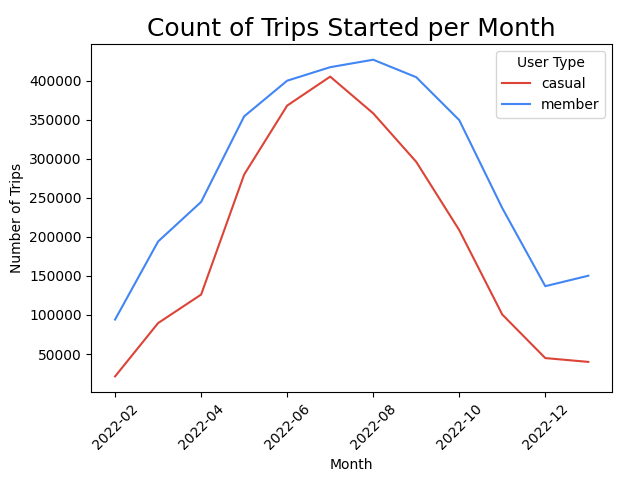 Count of Trips Started per Month
User Type
casual
member
Number of Trips
400000
350000
300000
250000
200000
150000
100000
50000
2022-02
2022-04
2022-06
2022-08
2022-10
2022-12
Month